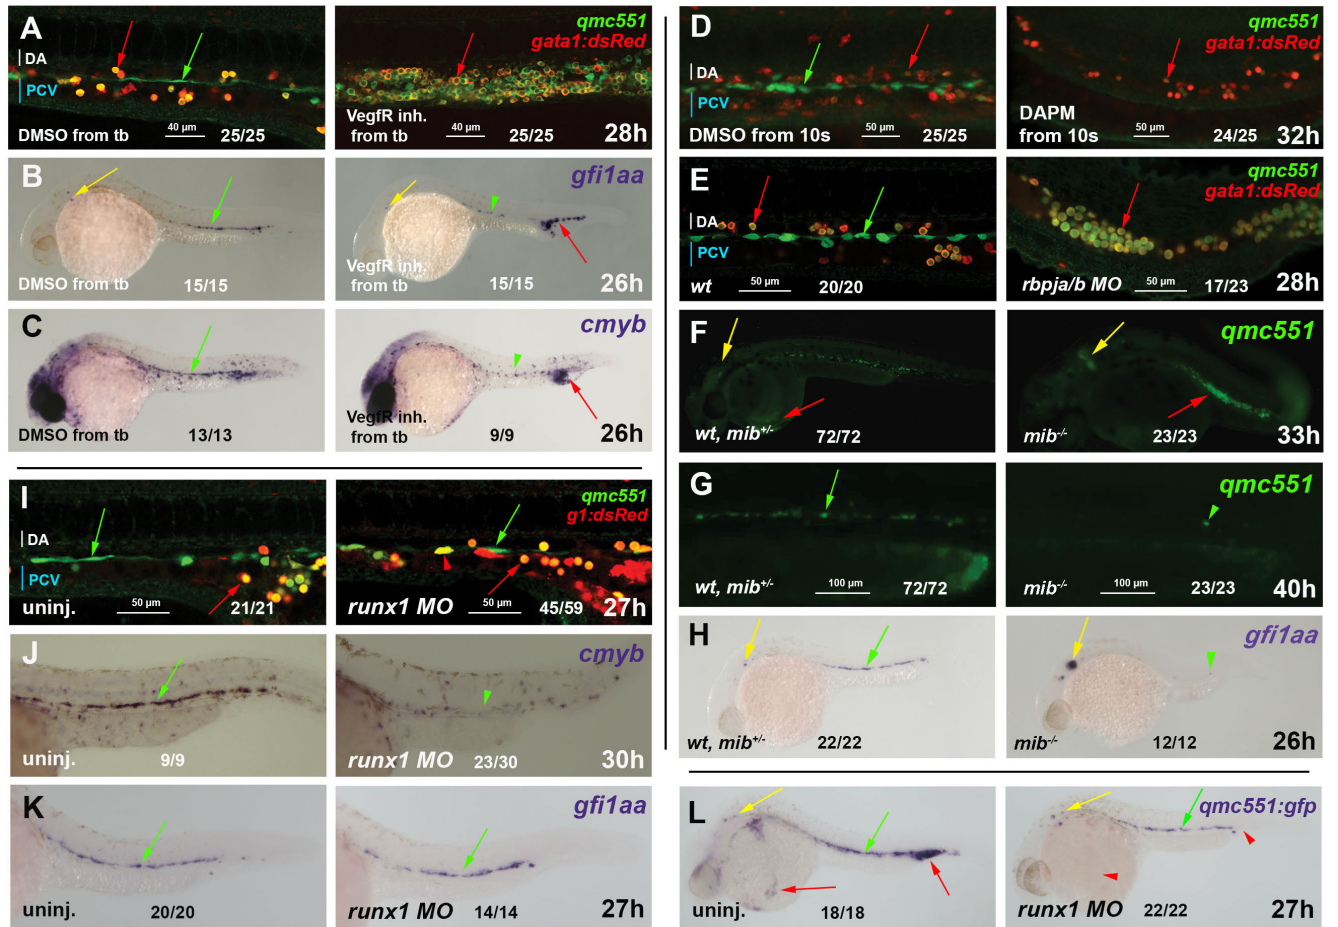 A
qmc551
gata1:dsRed
DA
PCV
DMSO from tb
40 µm
25/25
VegfR inh.
from tb
40 µm
25/25
28h
B
gfi1aa
DMSO from tb
15/15
VegfR inh.
from tb
15/15
26h
C
cmyb
DMSO from tb
13/13
VegfR inh.
from tb
9/9
26h
D
qmc551
gata1:dsRed
DA
PCV
DMSO from 10s
50 µm
25/25
DAPM
from 10s
50 µm
24/25
32h
E
qmc551
gata1:dsRed
DA
PCV
wt
50 µm
20/20
rbpja/b MO
50 µm
17/23
28h
F
qmc551
wt, mib+/-
72/72
mib-/-
23/23
33h
G
qmc551
wt, mib+/-
100 µm
72/72
mib-/-
100 µm
23/23
40h
H
gfi1aa
wt, mib+/-
22/22
mib-/-
12/12
26h
I
qmc551
g1:dsRed
DA
PCV
uninj.
50 µm
21/21
runx1 MO
50 µm
45/59
27h
J
cmyb
uninj.
9/9
runx1 MO
23/30
30h
K
gfi1aa
uninj.
20/20
runx1 MO
14/14
27h
L
qmc551:gfp
uninj.
18/18
runx1 MO
22/22
27h